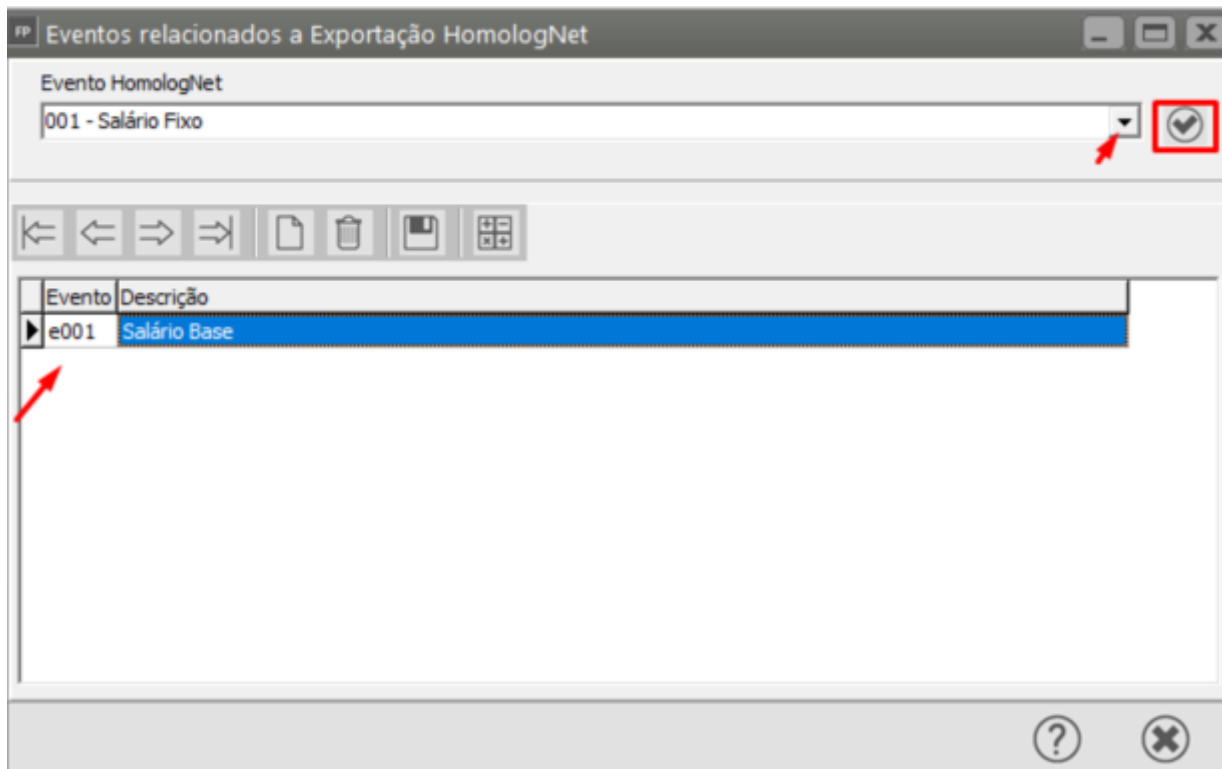 FP Eventos relacionados a Exportação HomologNet
Evento HomologNet
001 - Salário Fixo
Evento Descrição
e001 Salário Base